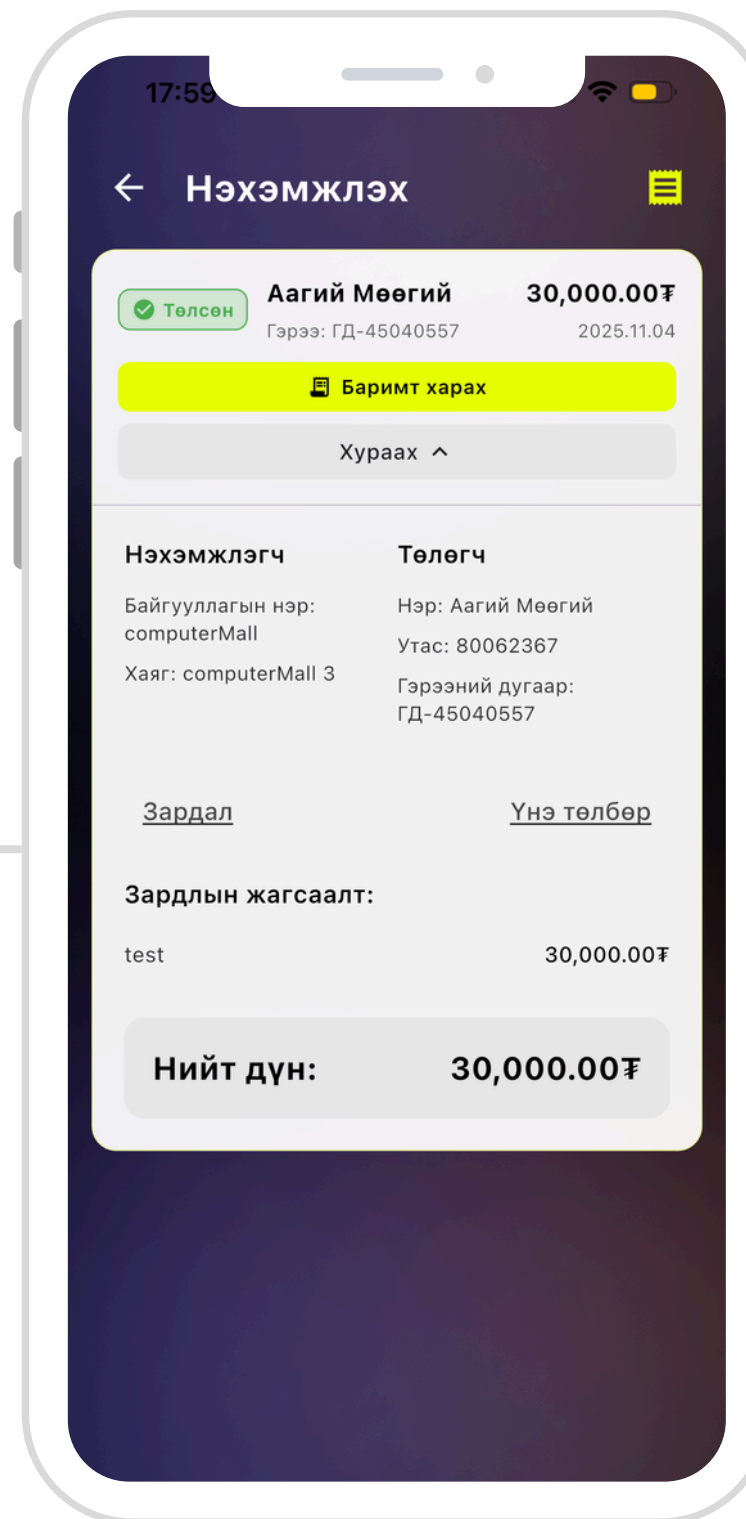 17:59
Нэхэмжлэх
Төлсөн
Аагий Мөөгий
30,000.00₮
Гэрээ: ГД-45040557
2025.11.04
Баримт харах
Хураах
Нэхэмжлэгч
Төлөгч
Байгууллагын нэр:
computerMall
Хаяг: computerMall 3
Нэр: Аагий Мөөгий
Утас: 80062367
Гэрээний дугаар:
ГД-45040557
Зардал
Үнэ төлбөр
Зардлын жагсаалт:
test
30,000.00₮
Нийт дүн:
30,000.00₮